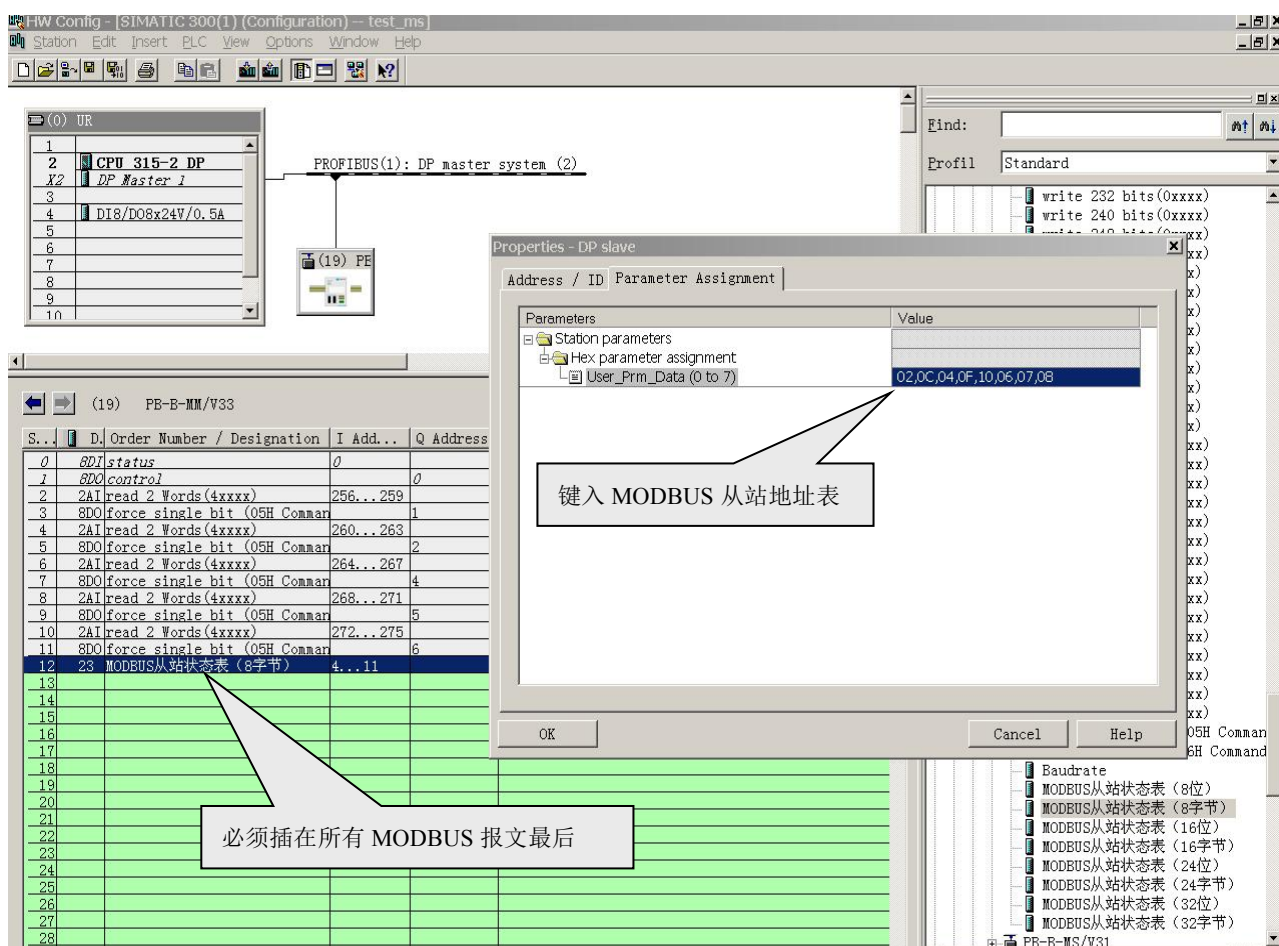 HW Config - [SIMATIC 300(1) (Configuration) -- test_ms]
Station Edit Insert PLC View Options Window Help
(0) UR
1
2 CPU 315-2 DP
X2 DP Master 1
3
4 DI8/DO8x24V/0.5A
5
6
7
8
9
10
PROFIBUS(1): DP master system (2)
(19) PB
Find:
Profil Standard
write 232 bits(0xxxx)
write 240 bits(0xxxx)
Properties - DP slave
Address / ID Parameter Assignment
Parameters Value
Station parameters
Hex parameter assignment
User_Prm_Data (0 to 7) 02,0C,04,0F,10,06,07,08
键入 MODBUS 从站地址表
OK Cancel Help
(19) PB-B-MM/V33
S... D. Order Number / Designation I Add... Q Address
0 8DI status 0
1 8DO control 0
2 2AI read 2 Words(4xxxx) 256...259
3 8DO force single bit (05H Comman 1
4 2AI read 2 Words(4xxxx) 260...263
5 8DO force single bit (05H Comman 2
6 2AI read 2 Words(4xxxx) 264...267
7 8DO force single bit (05H Comman 4
8 2AI read 2 Words(4xxxx) 268...271
9 8DO force single bit (05H Comman 5
10 2AI read 2 Words(4xxxx) 272...275
11 8DO force single bit (05H Comman 6
12 23 MODBUS从站状态表（8字节） 4...11
13
14
15
16
17
18
19
20
21
22
23
24
25
26
27
28
必须插在所有 MODBUS 报文最后
05H Comman
6H Command
Baudrate
MODBUS从站状态表（8位）
MODBUS从站状态表（8字节）
MODBUS从站状态表（16位）
MODBUS从站状态表（16字节）
MODBUS从站状态表（24位）
MODBUS从站状态表（24字节）
MODBUS从站状态表（32位）
MODBUS从站状态表（32字节）
PB-B-MS/V31